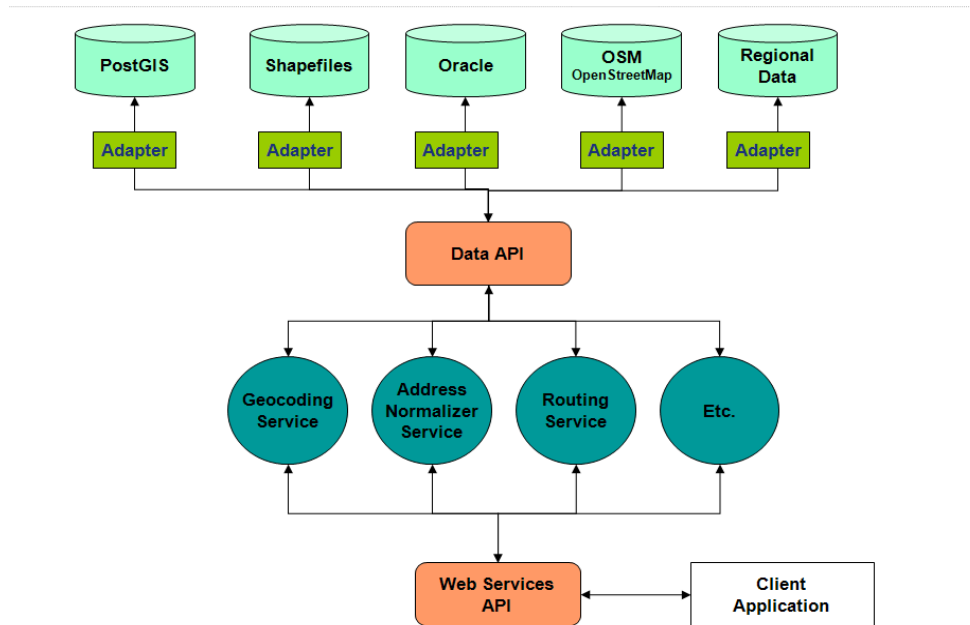 PostGIS
Shapefiles
Oracle
OSM
OpenStreetMap
Regional
Data
Adapter
Adapter
Adapter
Adapter
Adapter
Data API
Geocoding
Service
Address
Normalizer
Service
Routing
Service
Etc.
Web Services
API
Client
Application